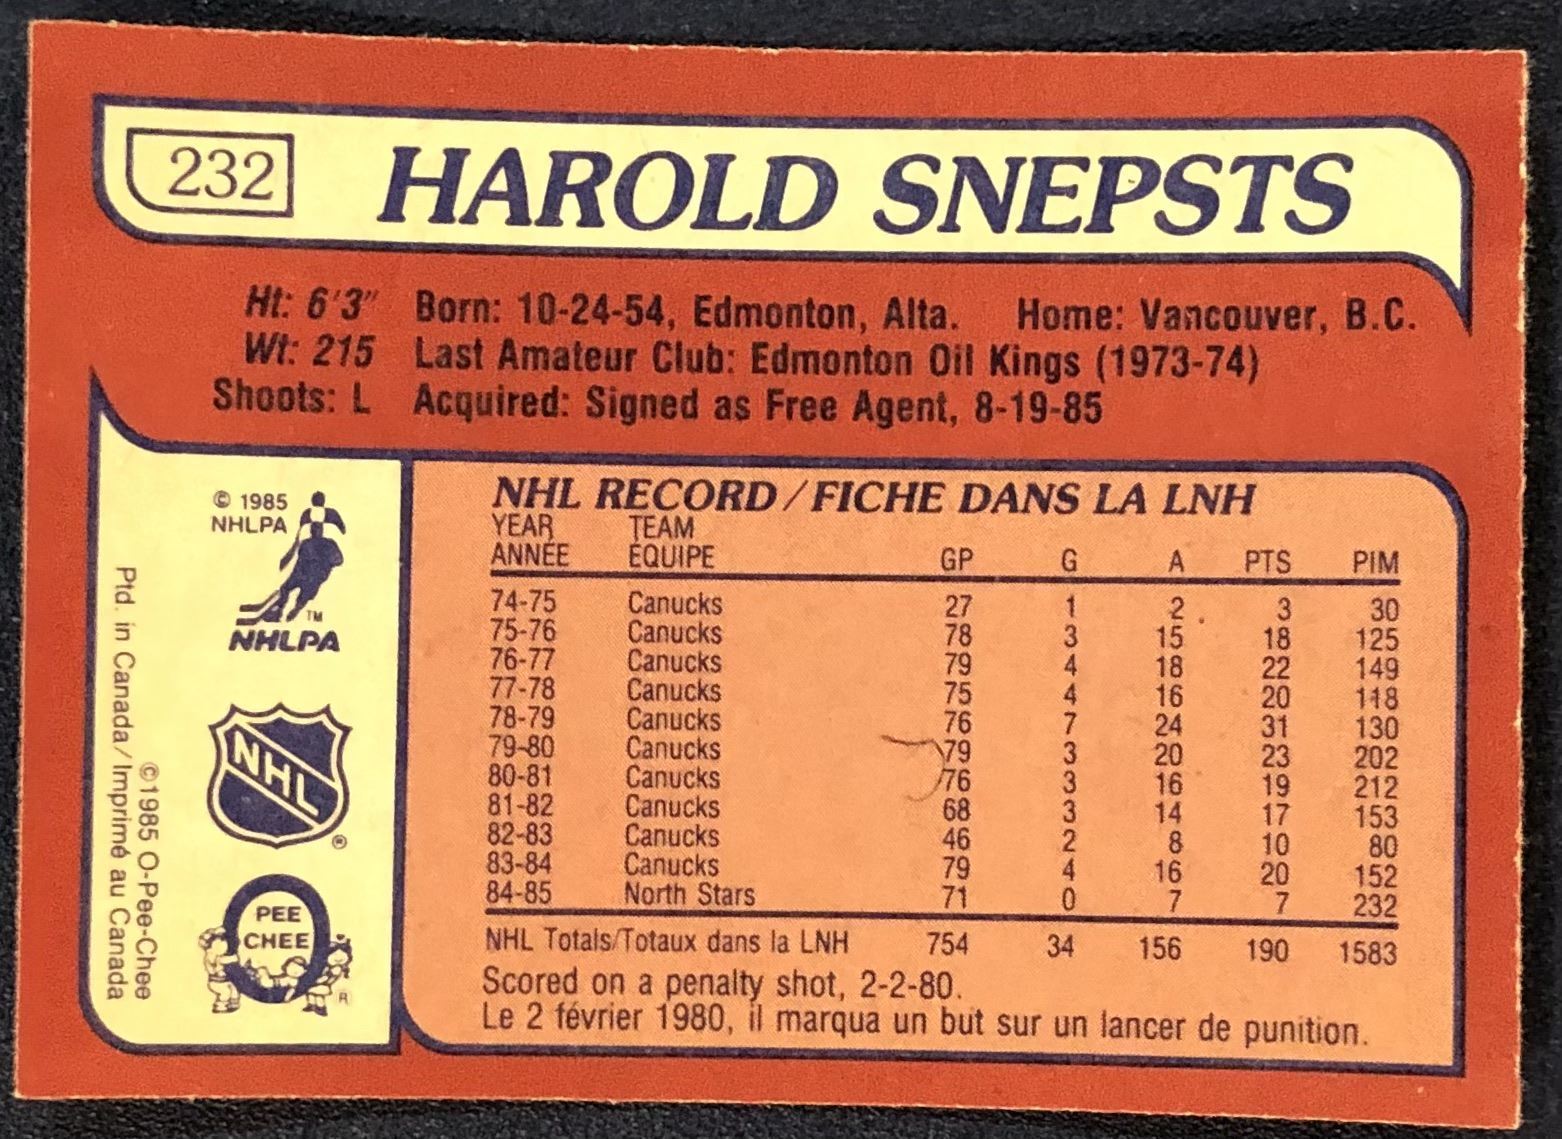 232 HAROLD SNEPSTS
Ht: 6'3" Born: 10-24-54, Edmonton, Alta. Home: Vancouver, B.C.
Wt: 215 Last Amateur Club: Edmonton Oil Kings (1973-74)
Shoots: L Acquired: Signed as Free Agent, 8-19-85
© 1985
NHLPA
TM
NHLPA
NHL
®
PEE
CHEE
R
©1985 O-Pee-Chee
Ptd. in Canada/Imprimé au Canada
NHL RECORD/FICHE DANS LA LNH
YEAR TEAM
ANNÉE ÉQUIPE GP G A PTS PIM
74-75 Canucks 27 1 2 3 30
75-76 Canucks 78 3 15 18 125
76-77 Canucks 79 4 18 22 149
77-78 Canucks 75 4 16 20 118
78-79 Canucks 76 7 24 31 130
79-80 Canucks 79 3 20 23 202
80-81 Canucks 76 3 16 19 212
81-82 Canucks 68 3 14 17 153
82-83 Canucks 46 2 8 10 80
83-84 Canucks 79 4 16 20 152
84-85 North Stars 71 0 7 7 232
NHL Totals/Totaux dans la LNH 754 34 156 190 1583
Scored on a penalty shot, 2-2-80.
Le 2 février 1980, il marqua un but sur un lancer de punition.